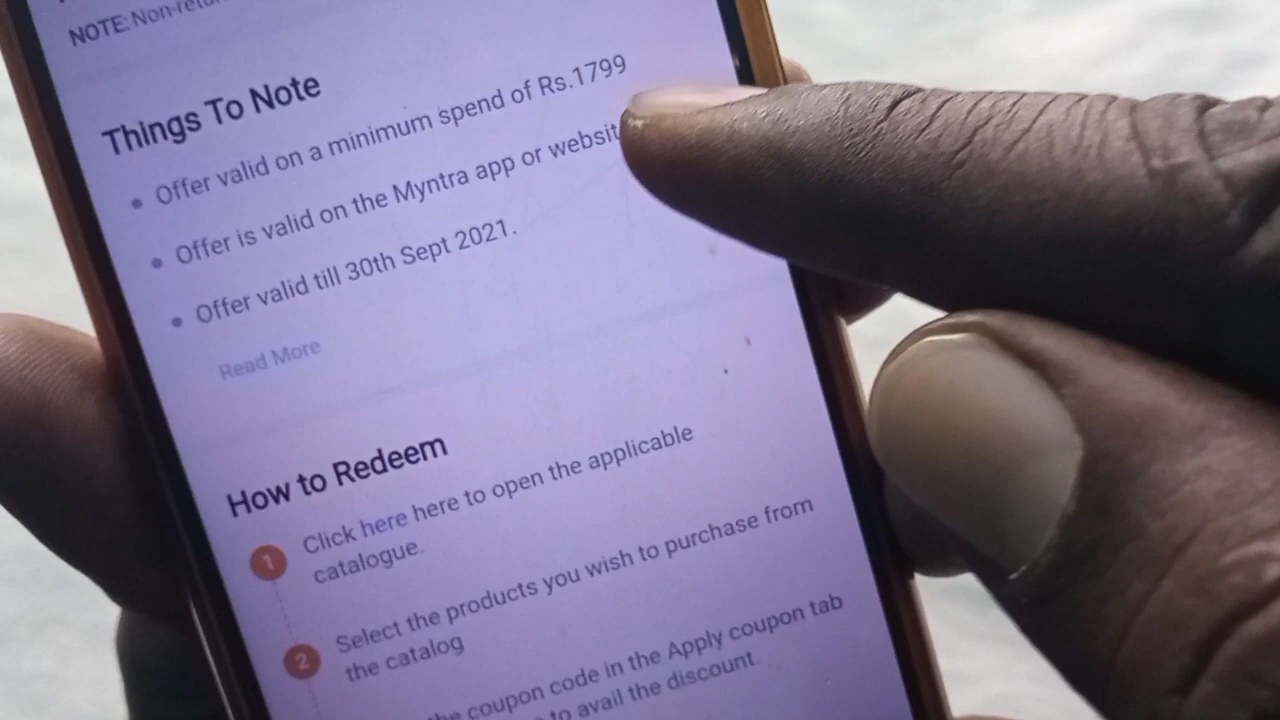 NOTE: Non-retur
Things To Note
Offer valid on a minimum spend of Rs.1799
Offer is valid on the Myntra app or websit
Offer valid till 30th Sept 2021.
Read More
How to Redeem
1 Click here here to open the applicable
catalogue.
2 Select the products you wish to purchase from
the catalog
the coupon code in the Apply coupon tab
to avail the discount.